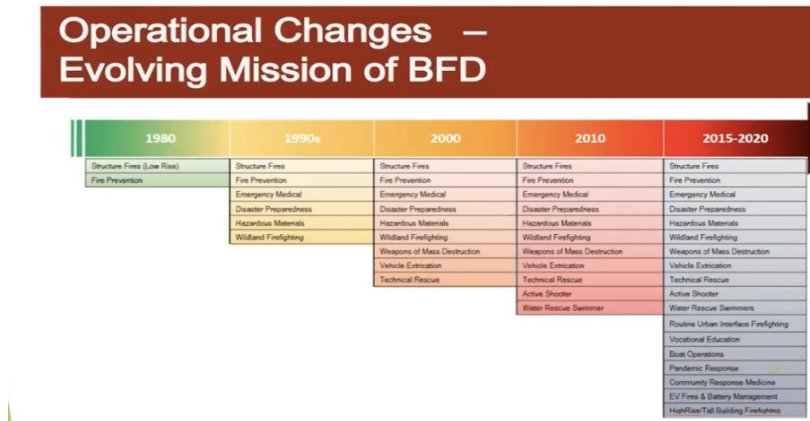 Operational Changes –
Evolving Mission of BFD
1980
1990s
2000
2010
2015-2020
Structure Fires (Low Rise)
Fire Prevention
Structure Fires
Fire Prevention
Emergency Medical
Disaster Preparedness
Hazardous Materials
Wildland Firefighting
Structure Fires
Fire Prevention
Emergency Medical
Disaster Preparedness
Hazardous Materials
Wildland Firefighting
Weapons of Mass Destruction
Vehicle Extrication
Technical Rescue
Structure Fires
Fire Prevention
Emergency Medical
Disaster Preparedness
Hazardous Materials
Wildland Firefighting
Weapons of Mass Destruction
Vehicle Extrication
Technical Rescue
Active Shooter
Water Rescue Swimmer
Structure Fires
Fire Prevention
Emergency Medical
Disaster Preparedness
Hazardous Materials
Wildland Firefighting
Weapons of Mass Destruction
Vehicle Extrication
Technical Rescue
Active Shooter
Water Rescue Swimmers
Routine Urban Interface Firefighting
Vocational Education
Boat Operations
Pandemic Response
Community Response Medicine
EV Fires & Battery Management
HighRise/Tall Building Firefighting